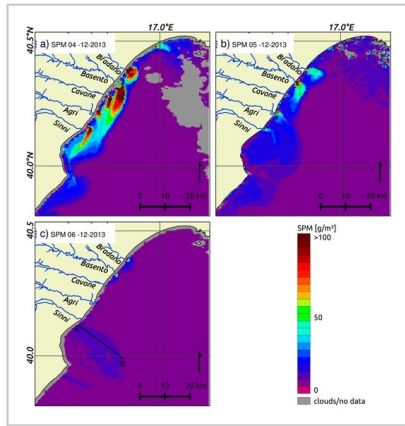 17.0°E
17.0°E
40.5°N
a) SPM 04 -12-2013
Bradano
Basento
Cavone
Agri
Sinni
40.0°N
0 10 20 km
b) SPM 05 -12-2013
Bradano
Basento
Cavone
Agri
Sinni
0 10 20 km
c) SPM 06 -12-2013
40.5
Bradano
Basento
Cavone
Agri
Sinni
40.0
0 10 20 km
SPM [g/m³]
>100
50
0
clouds/no data